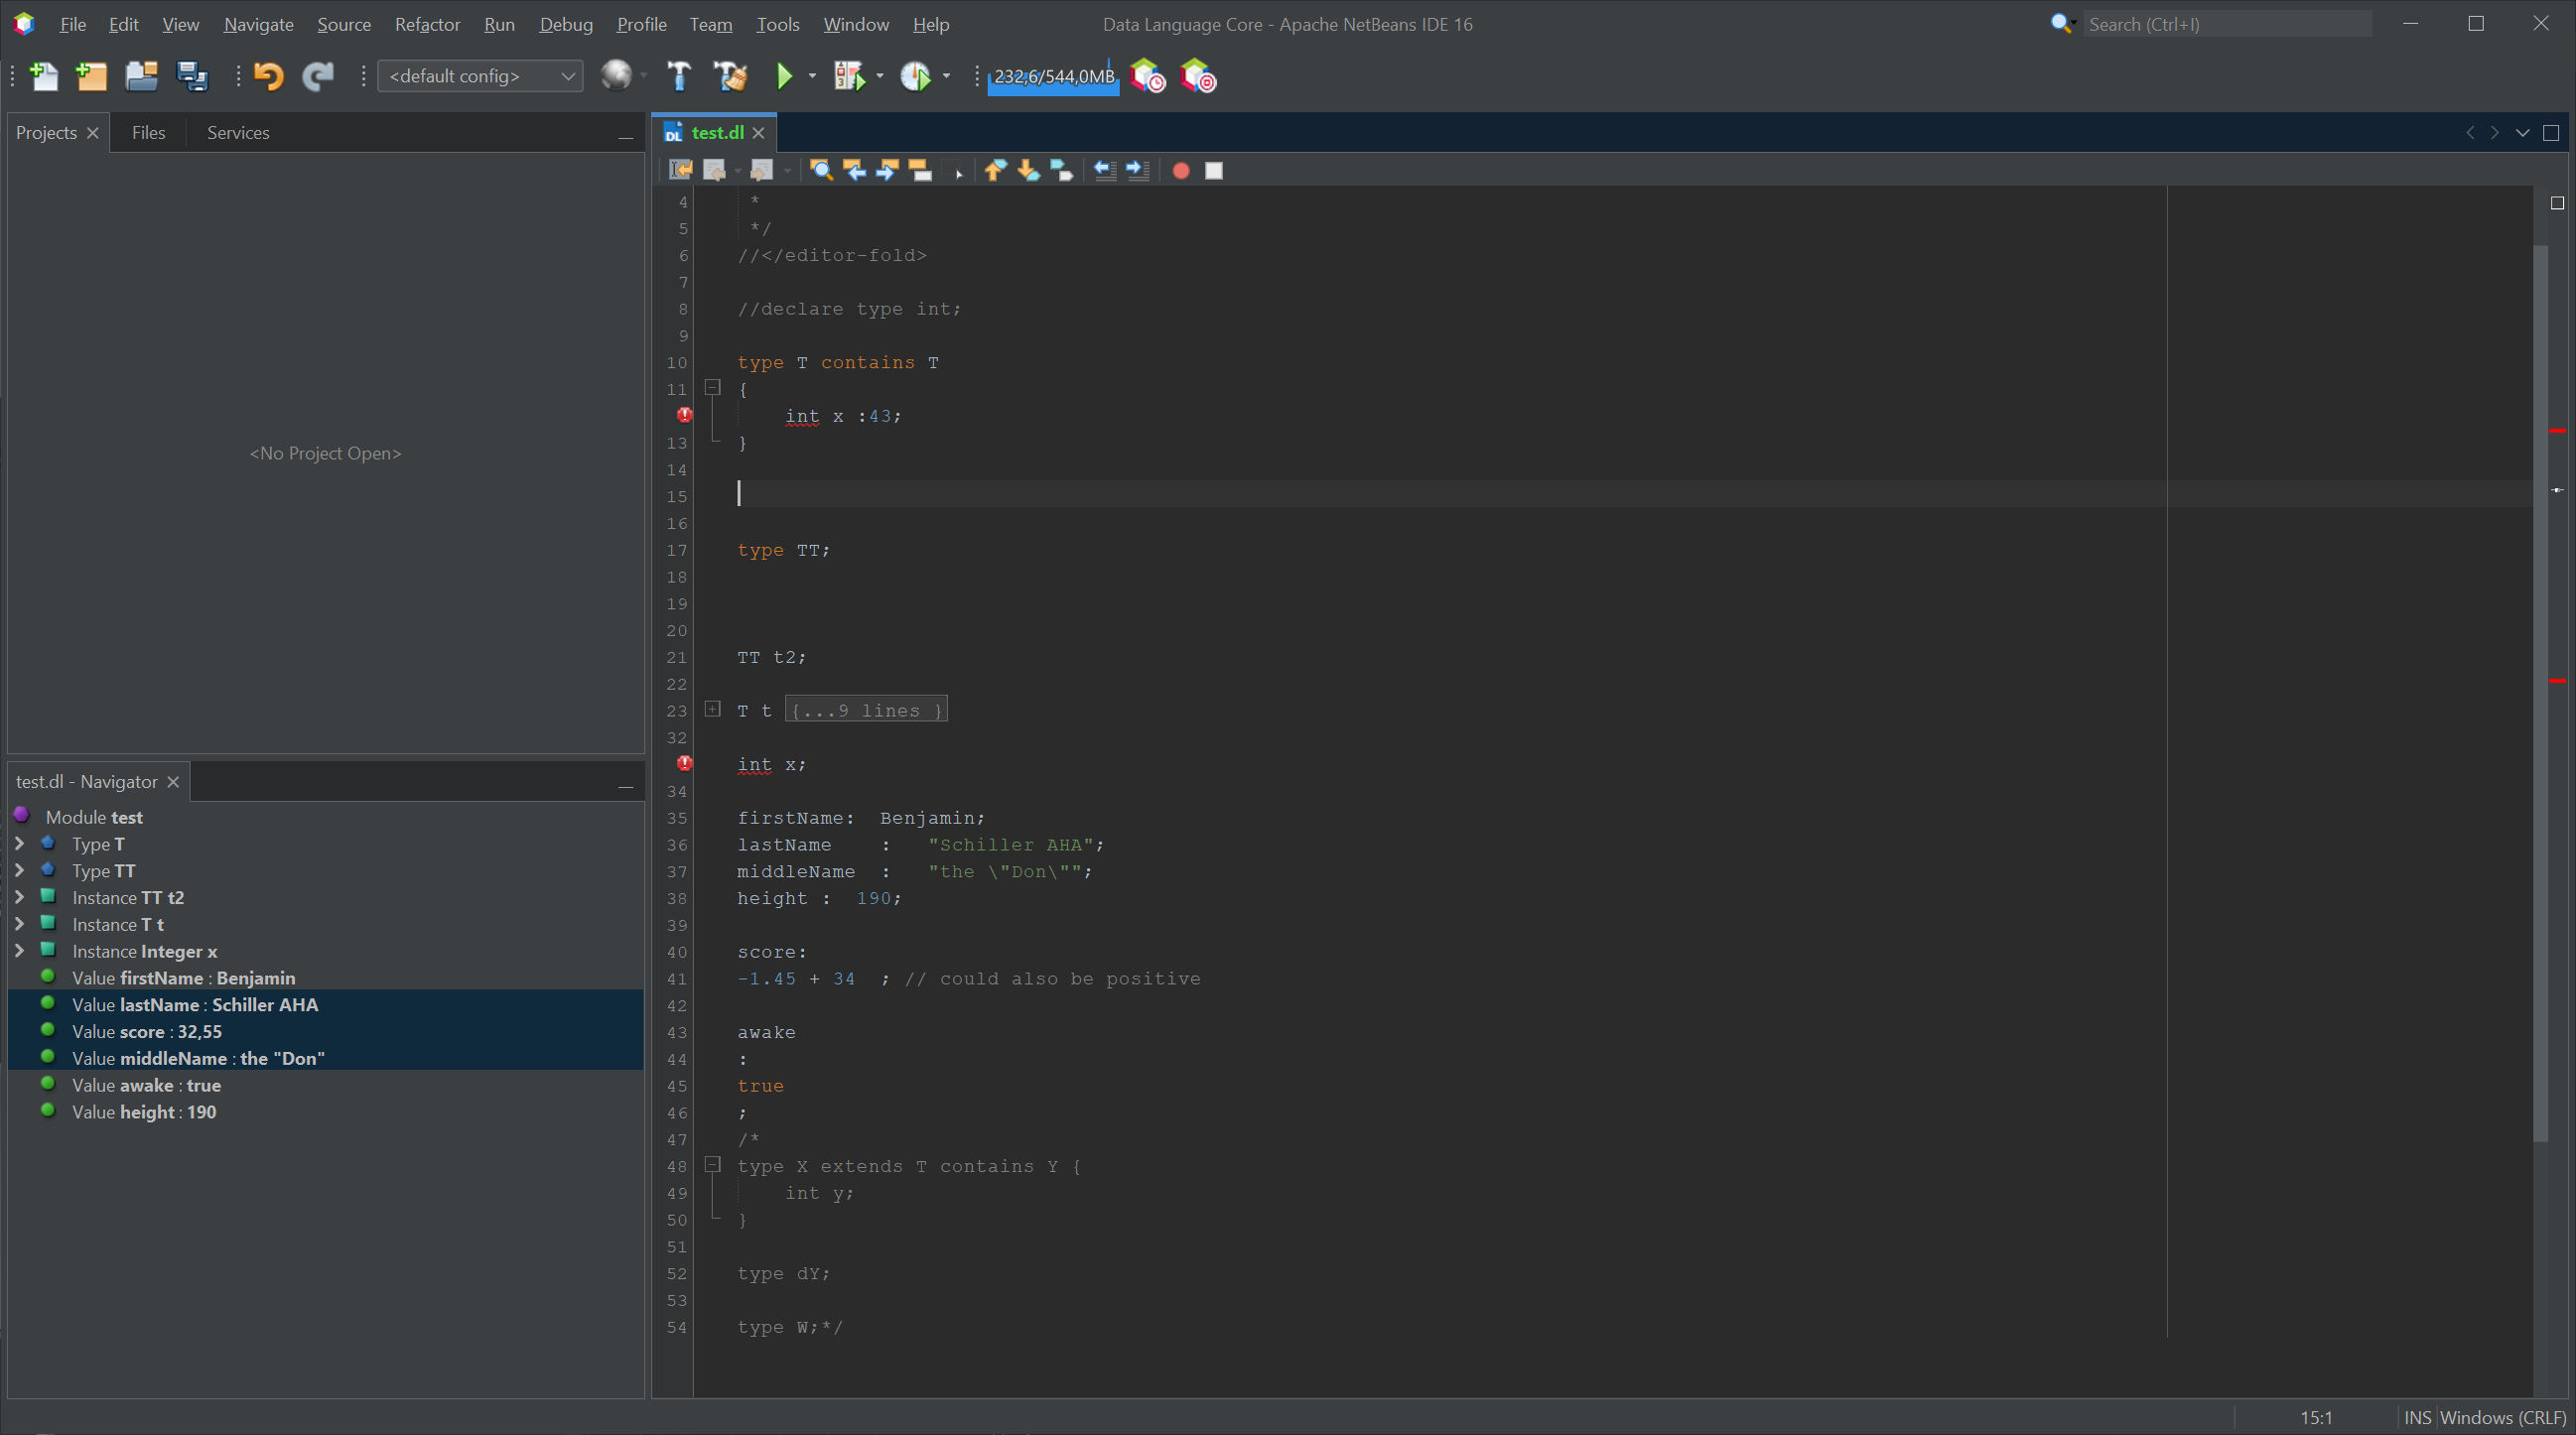 File Edit View Navigate Source Refactor Run Debug Profile Team Tools Window Help Data Language Core - Apache NetBeans IDE 16 Search (Ctrl+I)
<default config> 232,6/544,0MB
Projects Files Services
<No Project Open>
test.dl - Navigator
Module test
Type T
Type TT
Instance TT t2
Instance T t
Instance Integer x
Value firstName : Benjamin
Value lastName : Schiller AHA
Value score : 32,55
Value middleName : the "Don"
Value awake : true
Value height : 190
DL test.dl
4 *
5 */
6 //</editor-fold>
7
8 //declare type int;
9
10 type T contains T
11 {
int x :43;
13 }
14
15
16
17 type TT;
18
19
20
21 TT t2;
22
23 T t {...9 lines }
32
int x;
34
35 firstName: Benjamin;
36 lastName : "Schiller AHA";
37 middleName : "the \"Don\"";
38 height : 190;
39
40 score:
41 -1.45 + 34 ; // could also be positive
42
43 awake
44 :
45 true
46 ;
47 /*
48 type X extends T contains Y {
49 int y;
50 }
51
52 type dY;
53
54 type W;*/
15:1 INS Windows (CRLF)